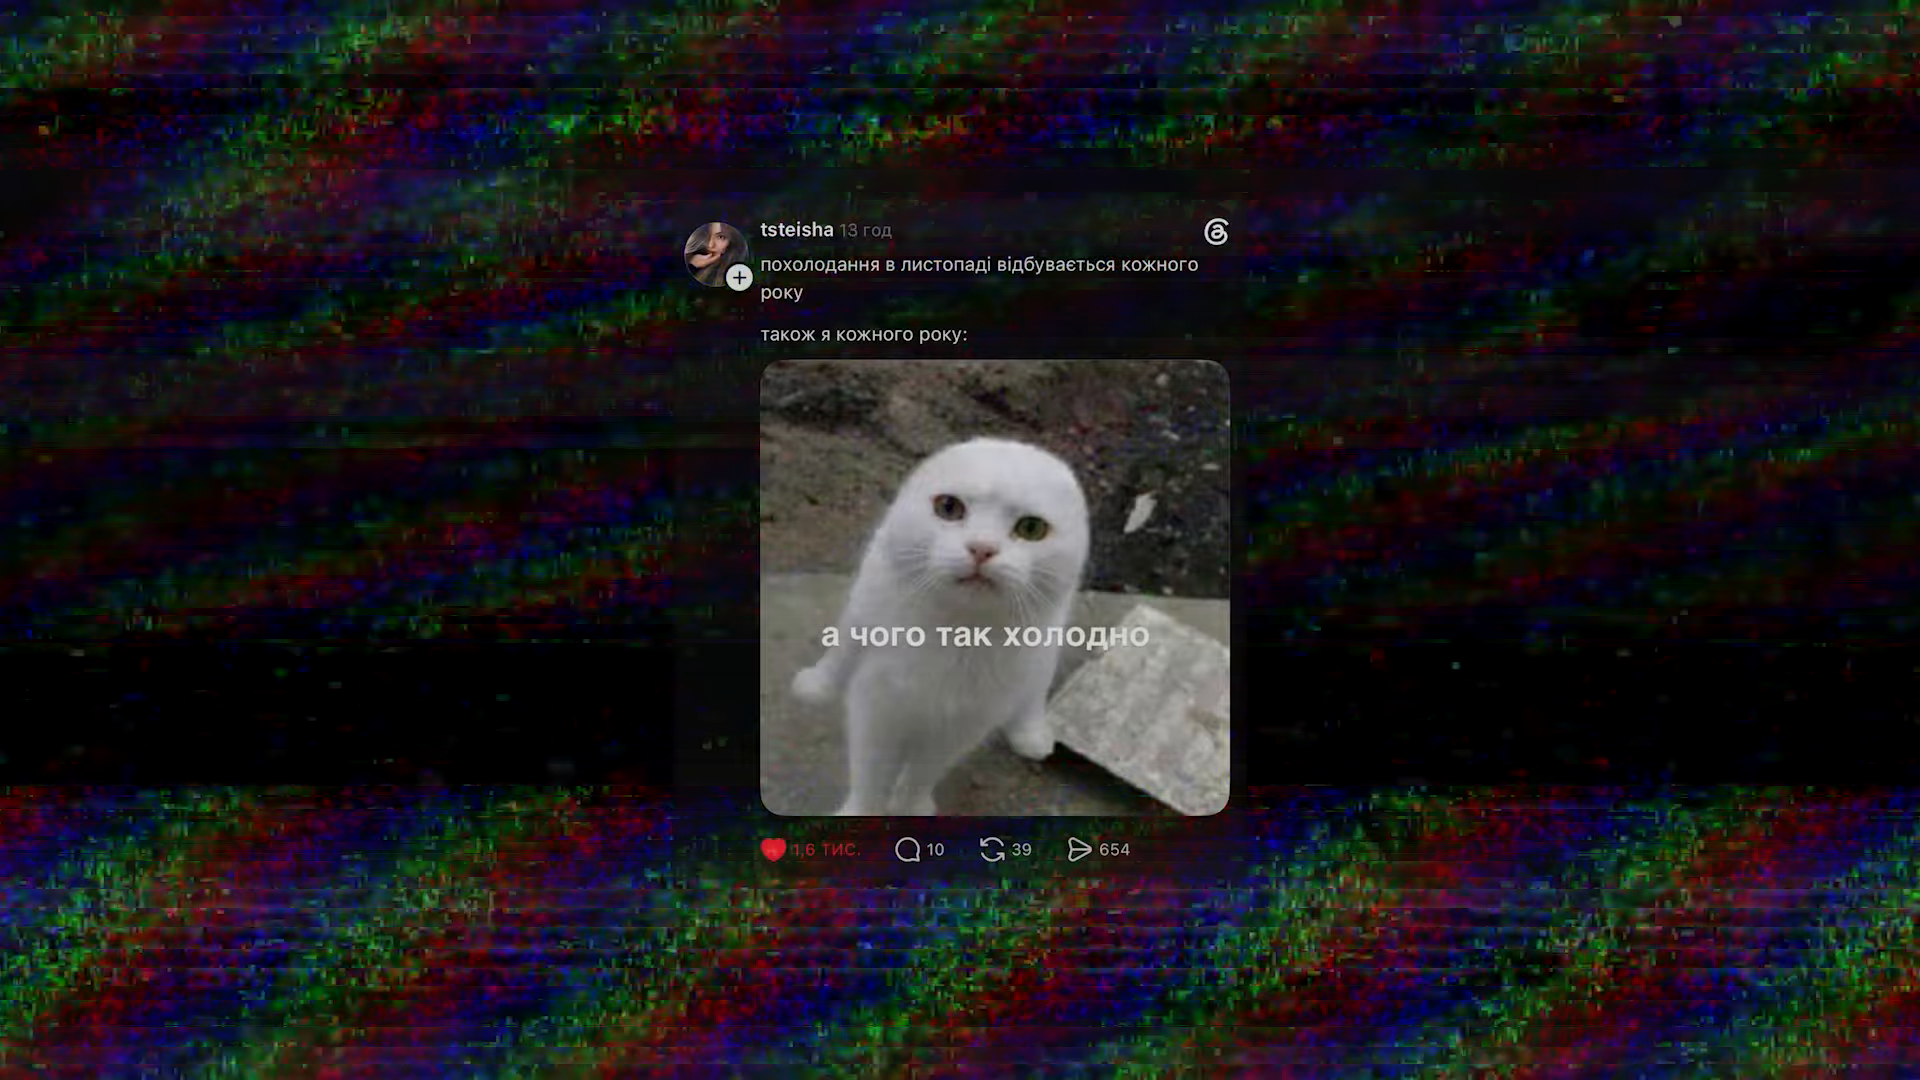 tsteisha 13 год
похолодання в листопаді відбувається кожного
року
також я кожного року:
а чого так холодно
1,6 тис. 10 39 654